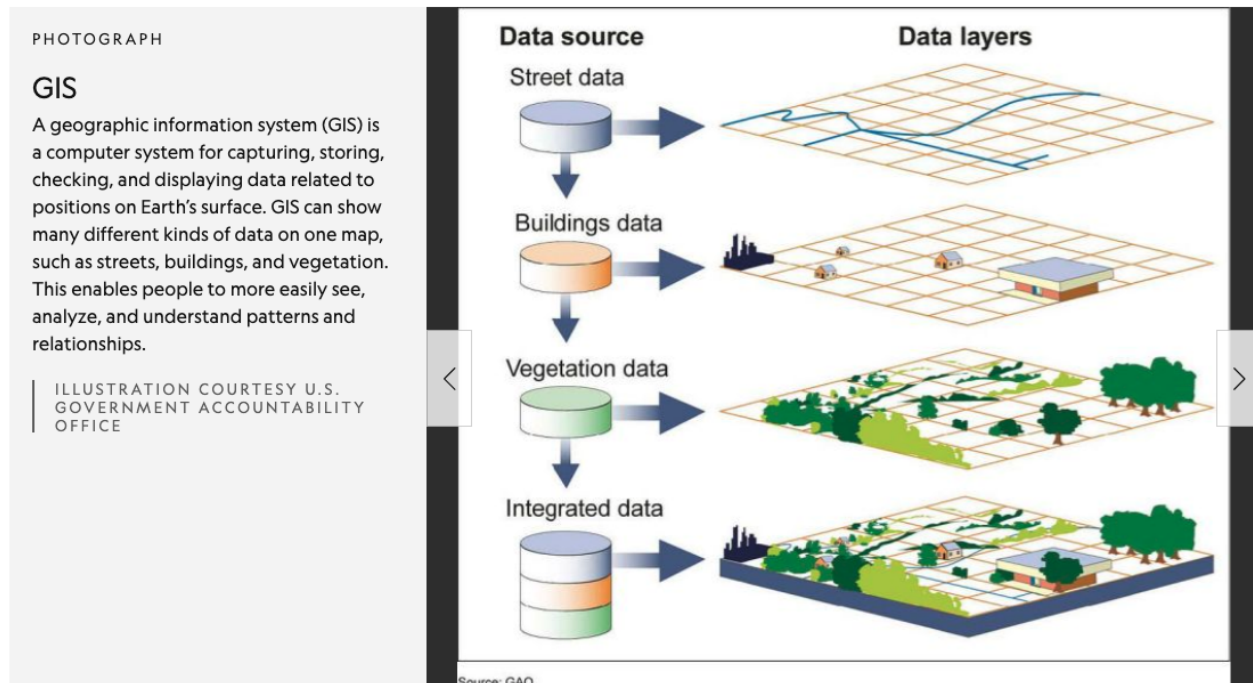 PHOTOGRAPH
GIS
A geographic information system (GIS) is
a computer system for capturing, storing,
checking, and displaying data related to
positions on Earth's surface. GIS can show
many different kinds of data on one map,
such as streets, buildings, and vegetation.
This enables people to more easily see,
analyze, and understand patterns and
relationships.
ILLUSTRATION COURTESY U.S.
GOVERNMENT ACCOUNTABILITY
OFFICE
Data source
Data layers
Street data
Buildings data
Vegetation data
Integrated data
Source: GAO